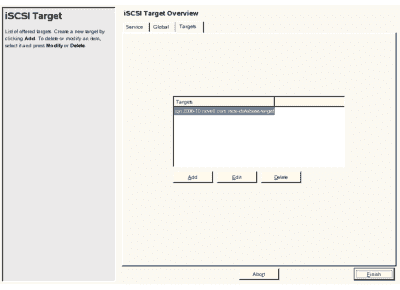 iSCSI Target
List of offered targets. Create a new target by
clicking Add. To delete or modify an item,
select it and press Modify or Delete.
iSCSI Target Overview
Service Global Targets
Targets
Add Edit Delete
Abort Finish